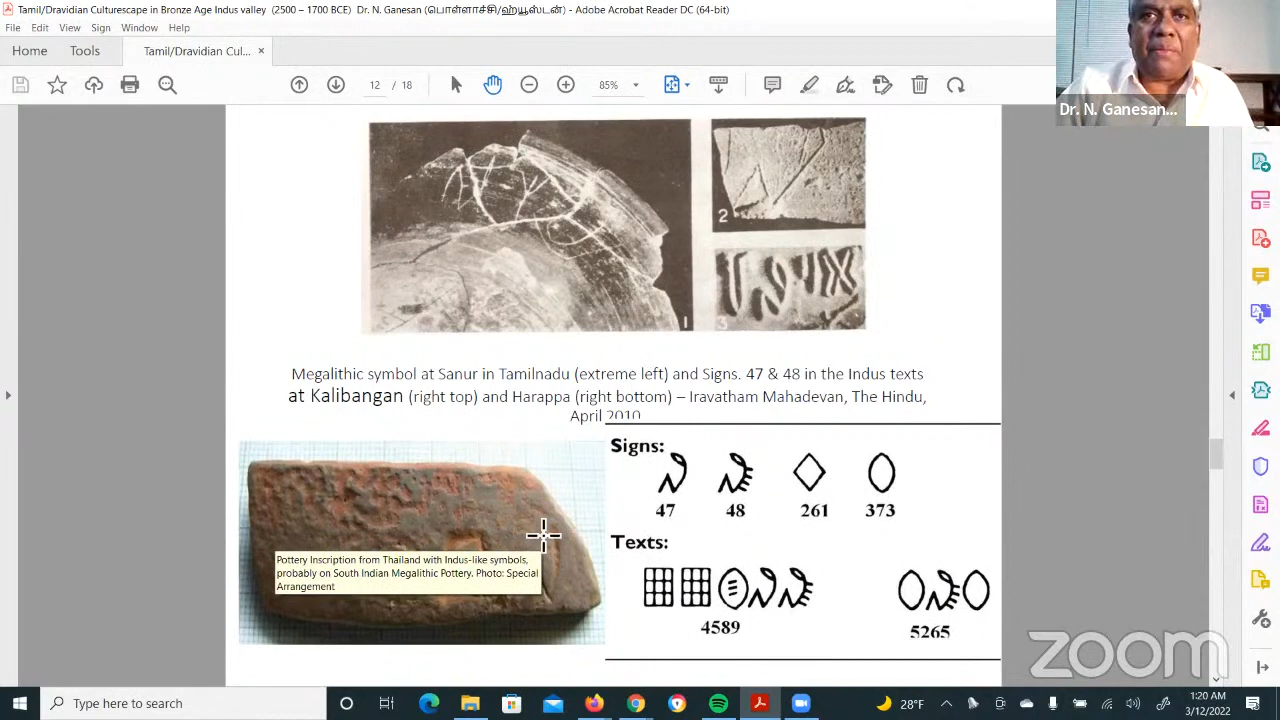 Tamil/Dravidian Culturescape in Bronze Age Indus valley (2500 – 1700 BCE) Dr. N. Ganesan - Adobe Acrobat Reader DC (64-bit)
File Edit View Sign Window Help
Home Tools Tamil/Dravidian Cul... ×
/ 18 85%
Dr. N. Ganesan...
1
2
3
Megalithic symbol at Sanur in Tamilnadu (extreme left) and Signs. 47 & 48 in the Indus texts
at Kalibangan (right top) and Harappa (right bottom) – Iravatham Mahadevan, The Hindu,
April 2010
Signs:
47 48 261 373
Texts:
4589 5265
Pottery Inscription from Thailand with Indus-like symbols,
probably on South Indian Megalithic Pottery. Photo: Special
Arrangement
zoom
Type here to search
28°F
1:20 AM
3/12/2022